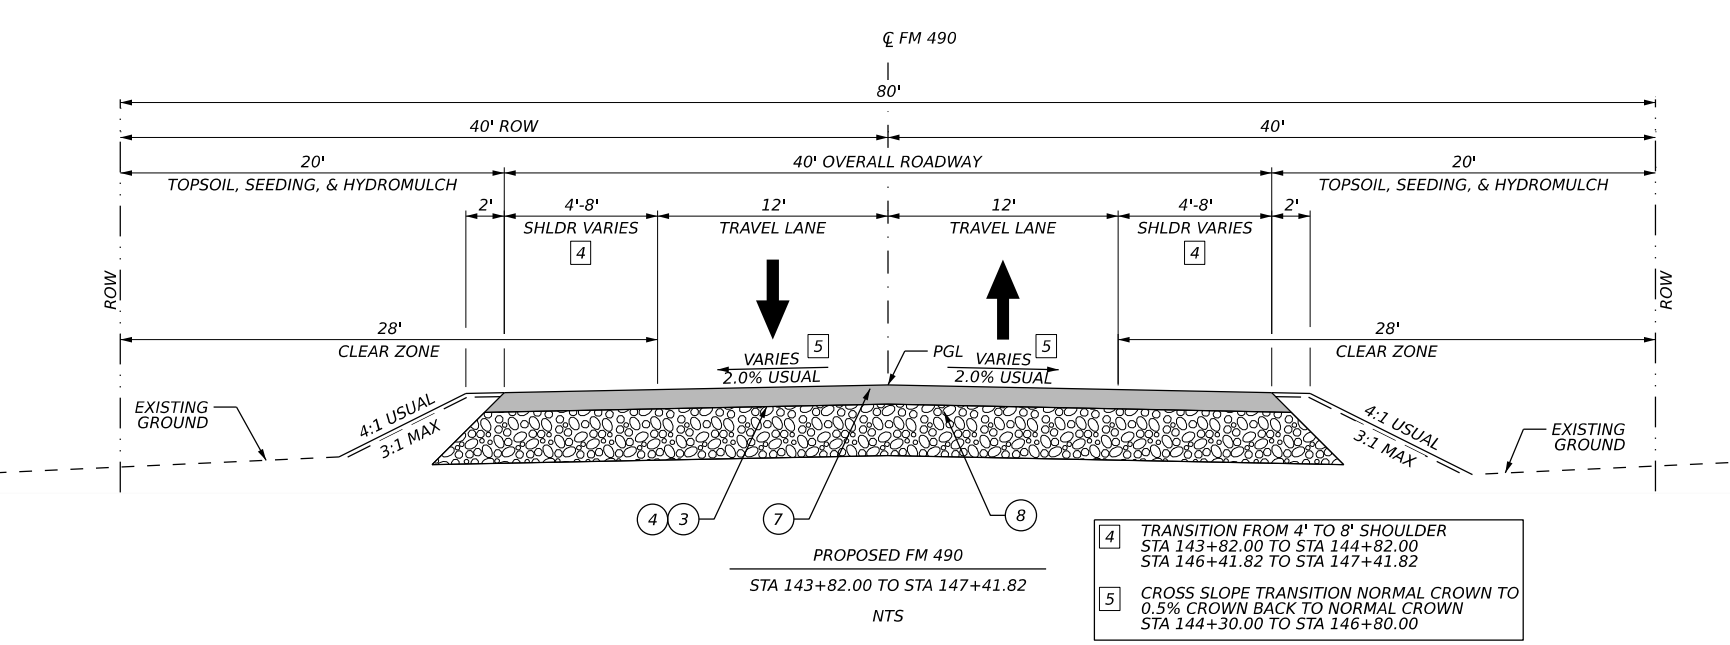 ℄ FM 490
80'
40' ROW
40'
20'
40' OVERALL ROADWAY
20'
TOPSOIL, SEEDING, & HYDROMULCH
TOPSOIL, SEEDING, & HYDROMULCH
2'
4'-8'
12'
12'
4'-8'
2'
SHLDR VARIES
TRAVEL LANE
TRAVEL LANE
SHLDR VARIES
4
4
ROW
ROW
28'
28'
CLEAR ZONE
CLEAR ZONE
VARIES
5
2.0% USUAL
PGL
VARIES
5
2.0% USUAL
EXISTING
GROUND
4:1 USUAL
3:1 MAX
4:1 USUAL
3:1 MAX
EXISTING
GROUND
4
3
7
8
PROPOSED FM 490
STA 143+82.00 TO STA 147+41.82
NTS
4
TRANSITION FROM 4' TO 8' SHOULDER
STA 143+82.00 TO STA 144+82.00
STA 146+41.82 TO STA 147+41.82
5
CROSS SLOPE TRANSITION NORMAL CROWN TO
0.5% CROWN BACK TO NORMAL CROWN
STA 144+30.00 TO STA 146+80.00